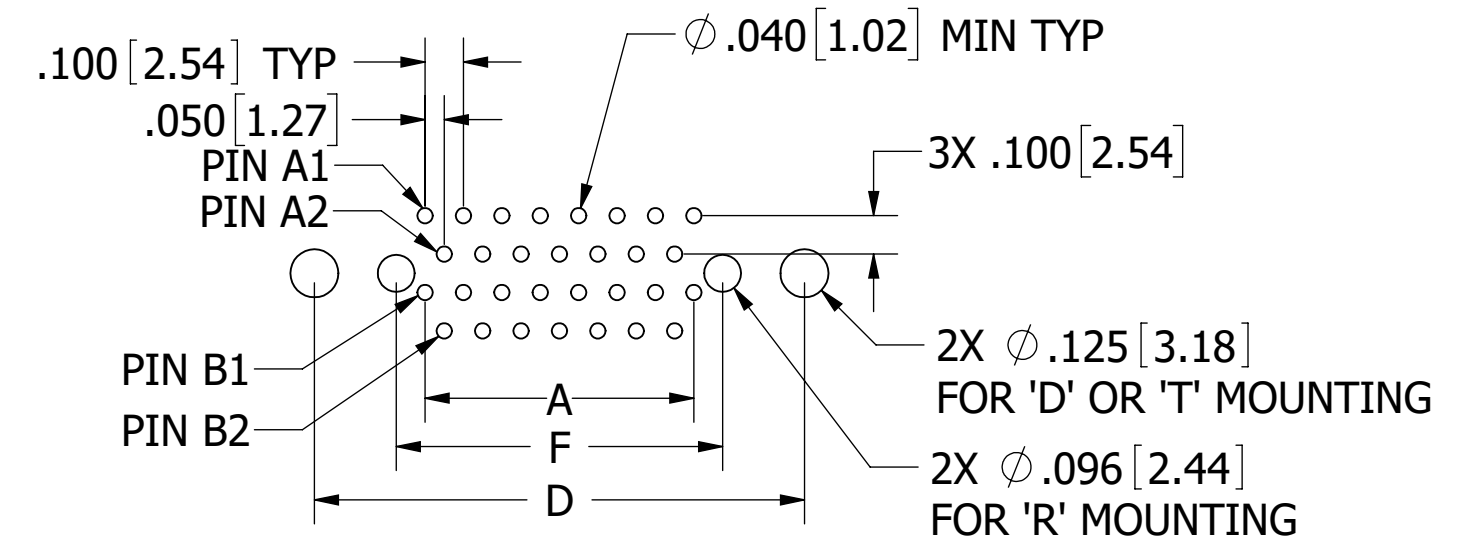 ⌀ .040[1.02] MIN TYP
.100[2.54] TYP
.050[1.27]
PIN A1
PIN A2
3X .100[2.54]
PIN B1
PIN B2
A
F
D
2X ⌀ .125[3.18]
FOR 'D' OR 'T' MOUNTING
2X ⌀ .096[2.44]
FOR 'R' MOUNTING